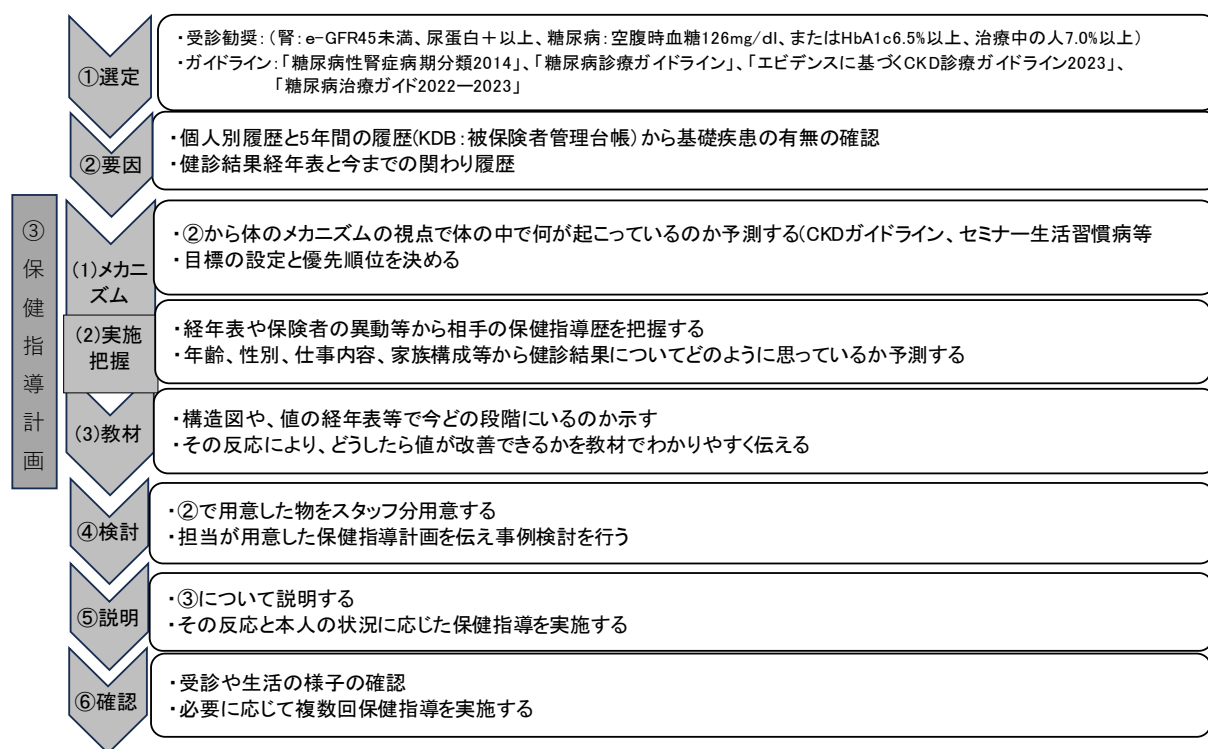 ①選定
・受診勧奨：（腎：e-GFR45未満、尿蛋白＋以上、糖尿病：空腹時血糖126mg/dl、またはHbA1c6.5%以上、治療中の人7.0%以上）
・ガイドライン：「糖尿病性腎症病期分類2014」、「糖尿病診療ガイドライン」、「エビデンスに基づくCKD診療ガイドライン2023」、
「糖尿病治療ガイド2022ー2023」
②要因
・個人別履歴と5年間の履歴(KDB：被保険者管理台帳)から基礎疾患の有無の確認
・健診結果経年表と今までの関わり履歴
③保健指導計画
(1)メカニ
ズム
・②から体のメカニズムの視点で体の中で何が起こっているのか予測する(CKDガイドライン、セミナー生活習慣病等
・目標の設定と優先順位を決める
(2)実施
把握
・経年表や保険者の異動等から相手の保健指導歴を把握する
・年齢、性別、仕事内容、家族構成等から健診結果についてどのように思っているか予測する
(3)教材
・構造図や、値の経年表等で今どの段階にいるのか示す
・その反応により、どうしたら値が改善できるかを教材でわかりやすく伝える
④検討
・②で用意した物をスタッフ分用意する
・担当が用意した保健指導計画を伝え事例検討を行う
⑤説明
・③について説明する
・その反応と本人の状況に応じた保健指導を実施する
⑥確認
・受診や生活の様子の確認
・必要に応じて複数回保健指導を実施する